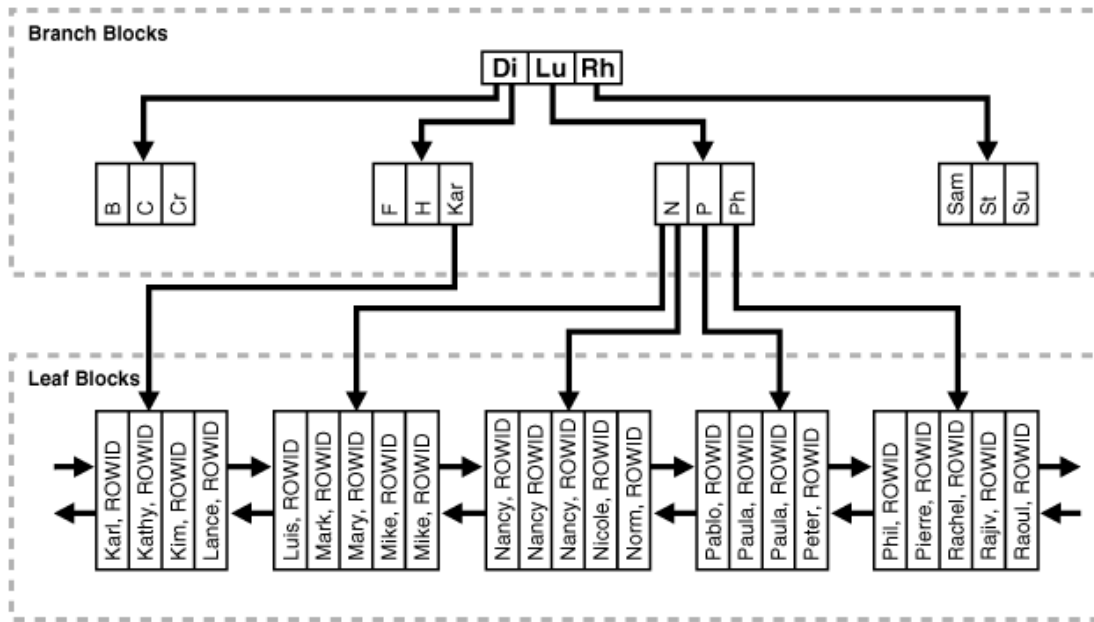 Branch Blocks
Di Lu Rh
B
C
Cr
F
H
Kar
N
P
Ph
Sam
St
Su
Leaf Blocks
Karl, ROWID
Kathy, ROWID
Kim, ROWID
Lance, ROWID
Luis, ROWID
Mark, ROWID
Mary, ROWID
Mike, ROWID
Mike, ROWID
Nancy, ROWID
Nancy ROWID
Nancy, ROWID
Nicole, ROWID
Norm, ROWID
Pablo, ROWID
Paula, ROWID
Paula, ROWID
Peter, ROWID
Phil, ROWID
Pierre, ROWID
Rachel, ROWID
Rajiv, ROWID
Raoul, ROWID